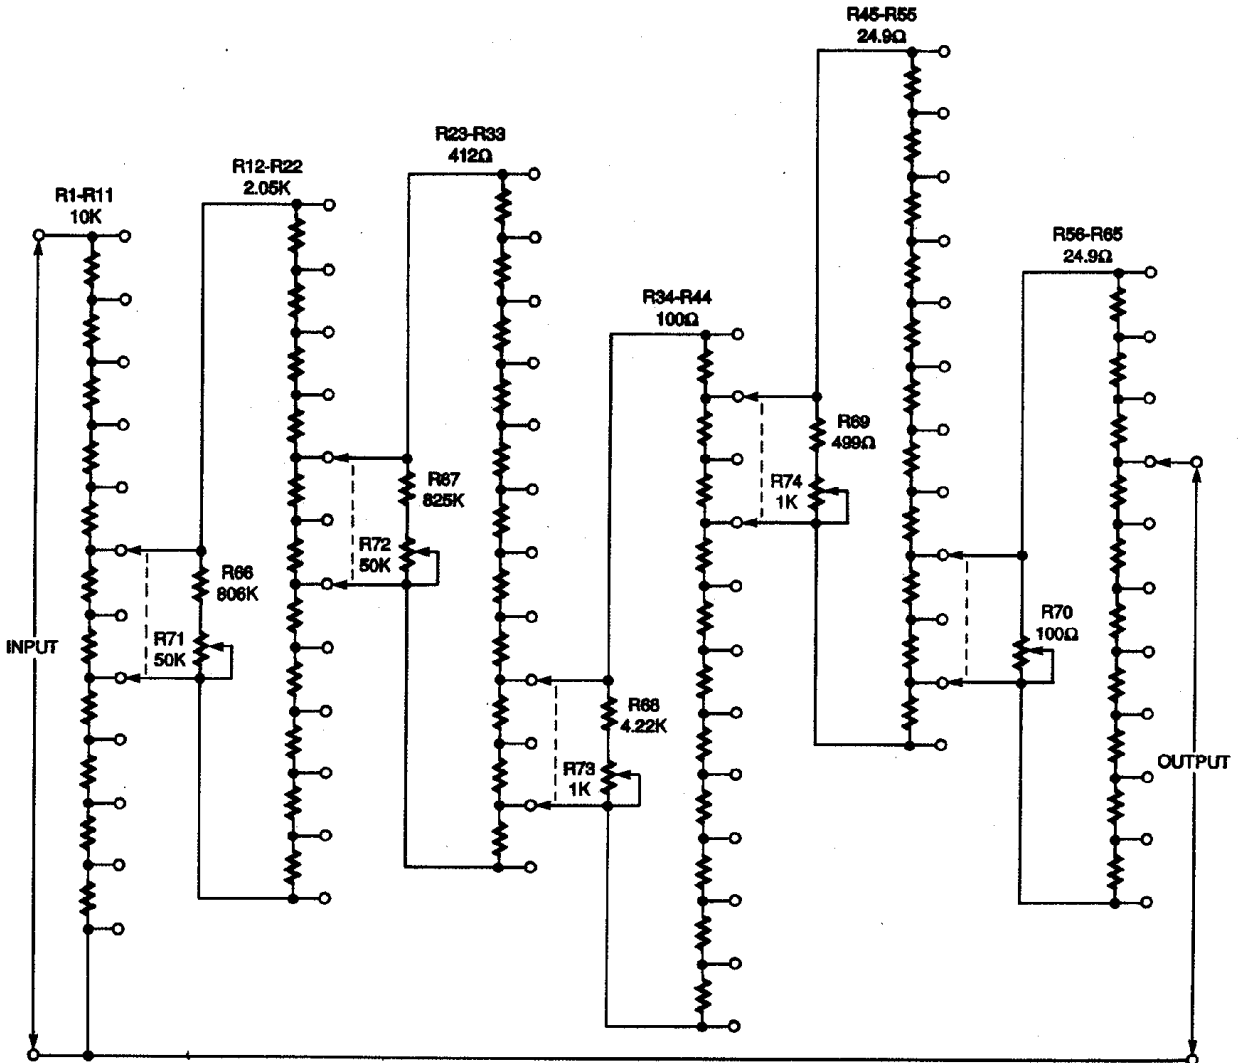 R45-R55
24.9Ω
R23-R33
412Ω
R12-R22
2.05K
R1-R11
10K
R56-R65
24.9Ω
R34-R44
100Ω
R69
499Ω
R74
1K
R67
825K
R72
50K
R66
806K
R71
50K
R70
100Ω
INPUT
R68
4.22K
R73
1K
OUTPUT